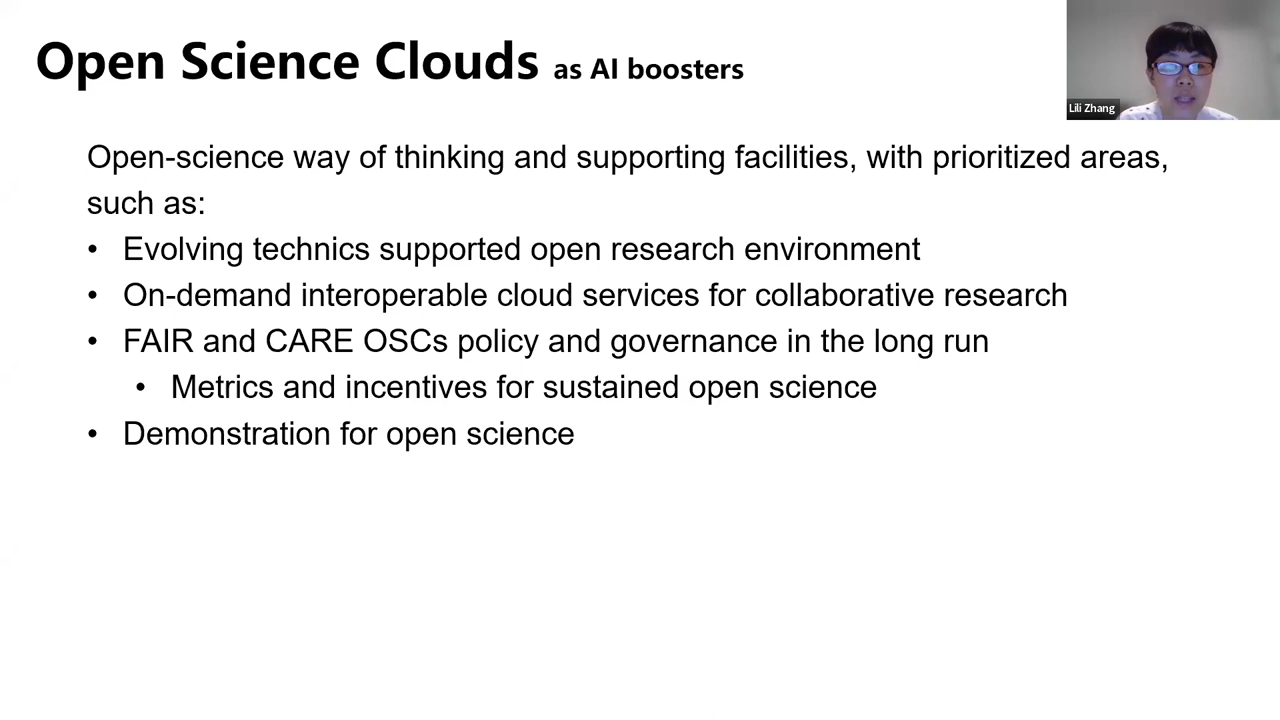 Open Science Clouds as AI boosters
Lili Zhang
Open-science way of thinking and supporting facilities, with prioritized areas,
such as:
• Evolving technics supported open research environment
• On-demand interoperable cloud services for collaborative research
• FAIR and CARE OSCs policy and governance in the long run
• Metrics and incentives for sustained open science
• Demonstration for open science